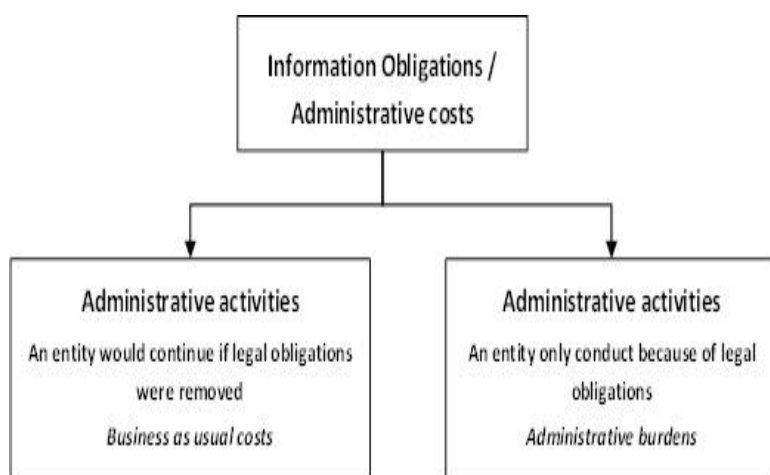 Information Obligations /
Administrative costs
Administrative activities
An entity would continue if legal obligations
were removed
Business as usual costs
Administrative activities
An entity only conduct because of legal
obligations
Administrative burdens